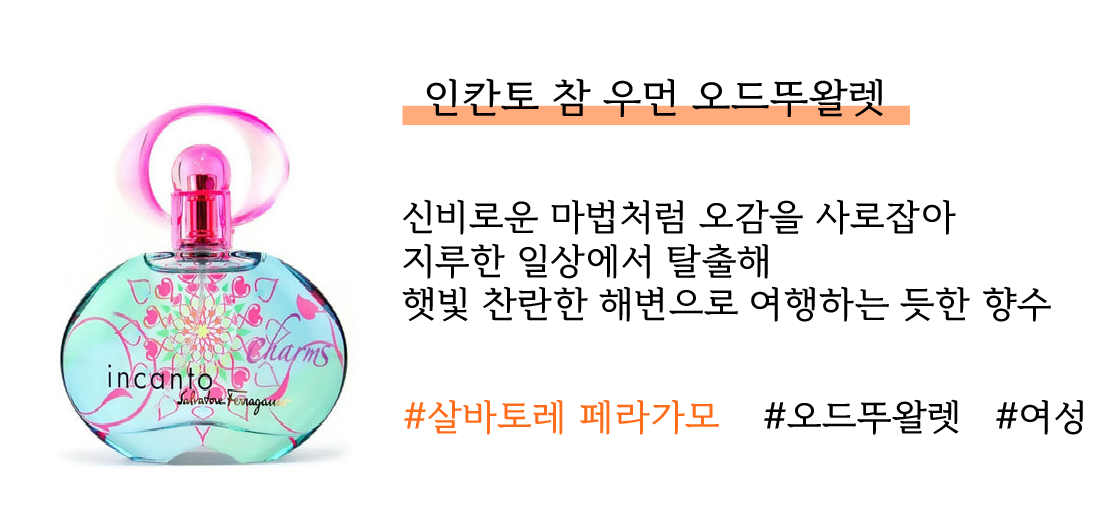 인칸토 참 우먼 오드뚜왈렛
신비로운 마법처럼 오감을 사로잡아
지루한 일상에서 탈출해
햇빛 찬란한 해변으로 여행하는 듯한 향수
#살바토레 페라가모 #오드뚜왈렛 #여성
Charms
incanto
Salvatore Ferragamo